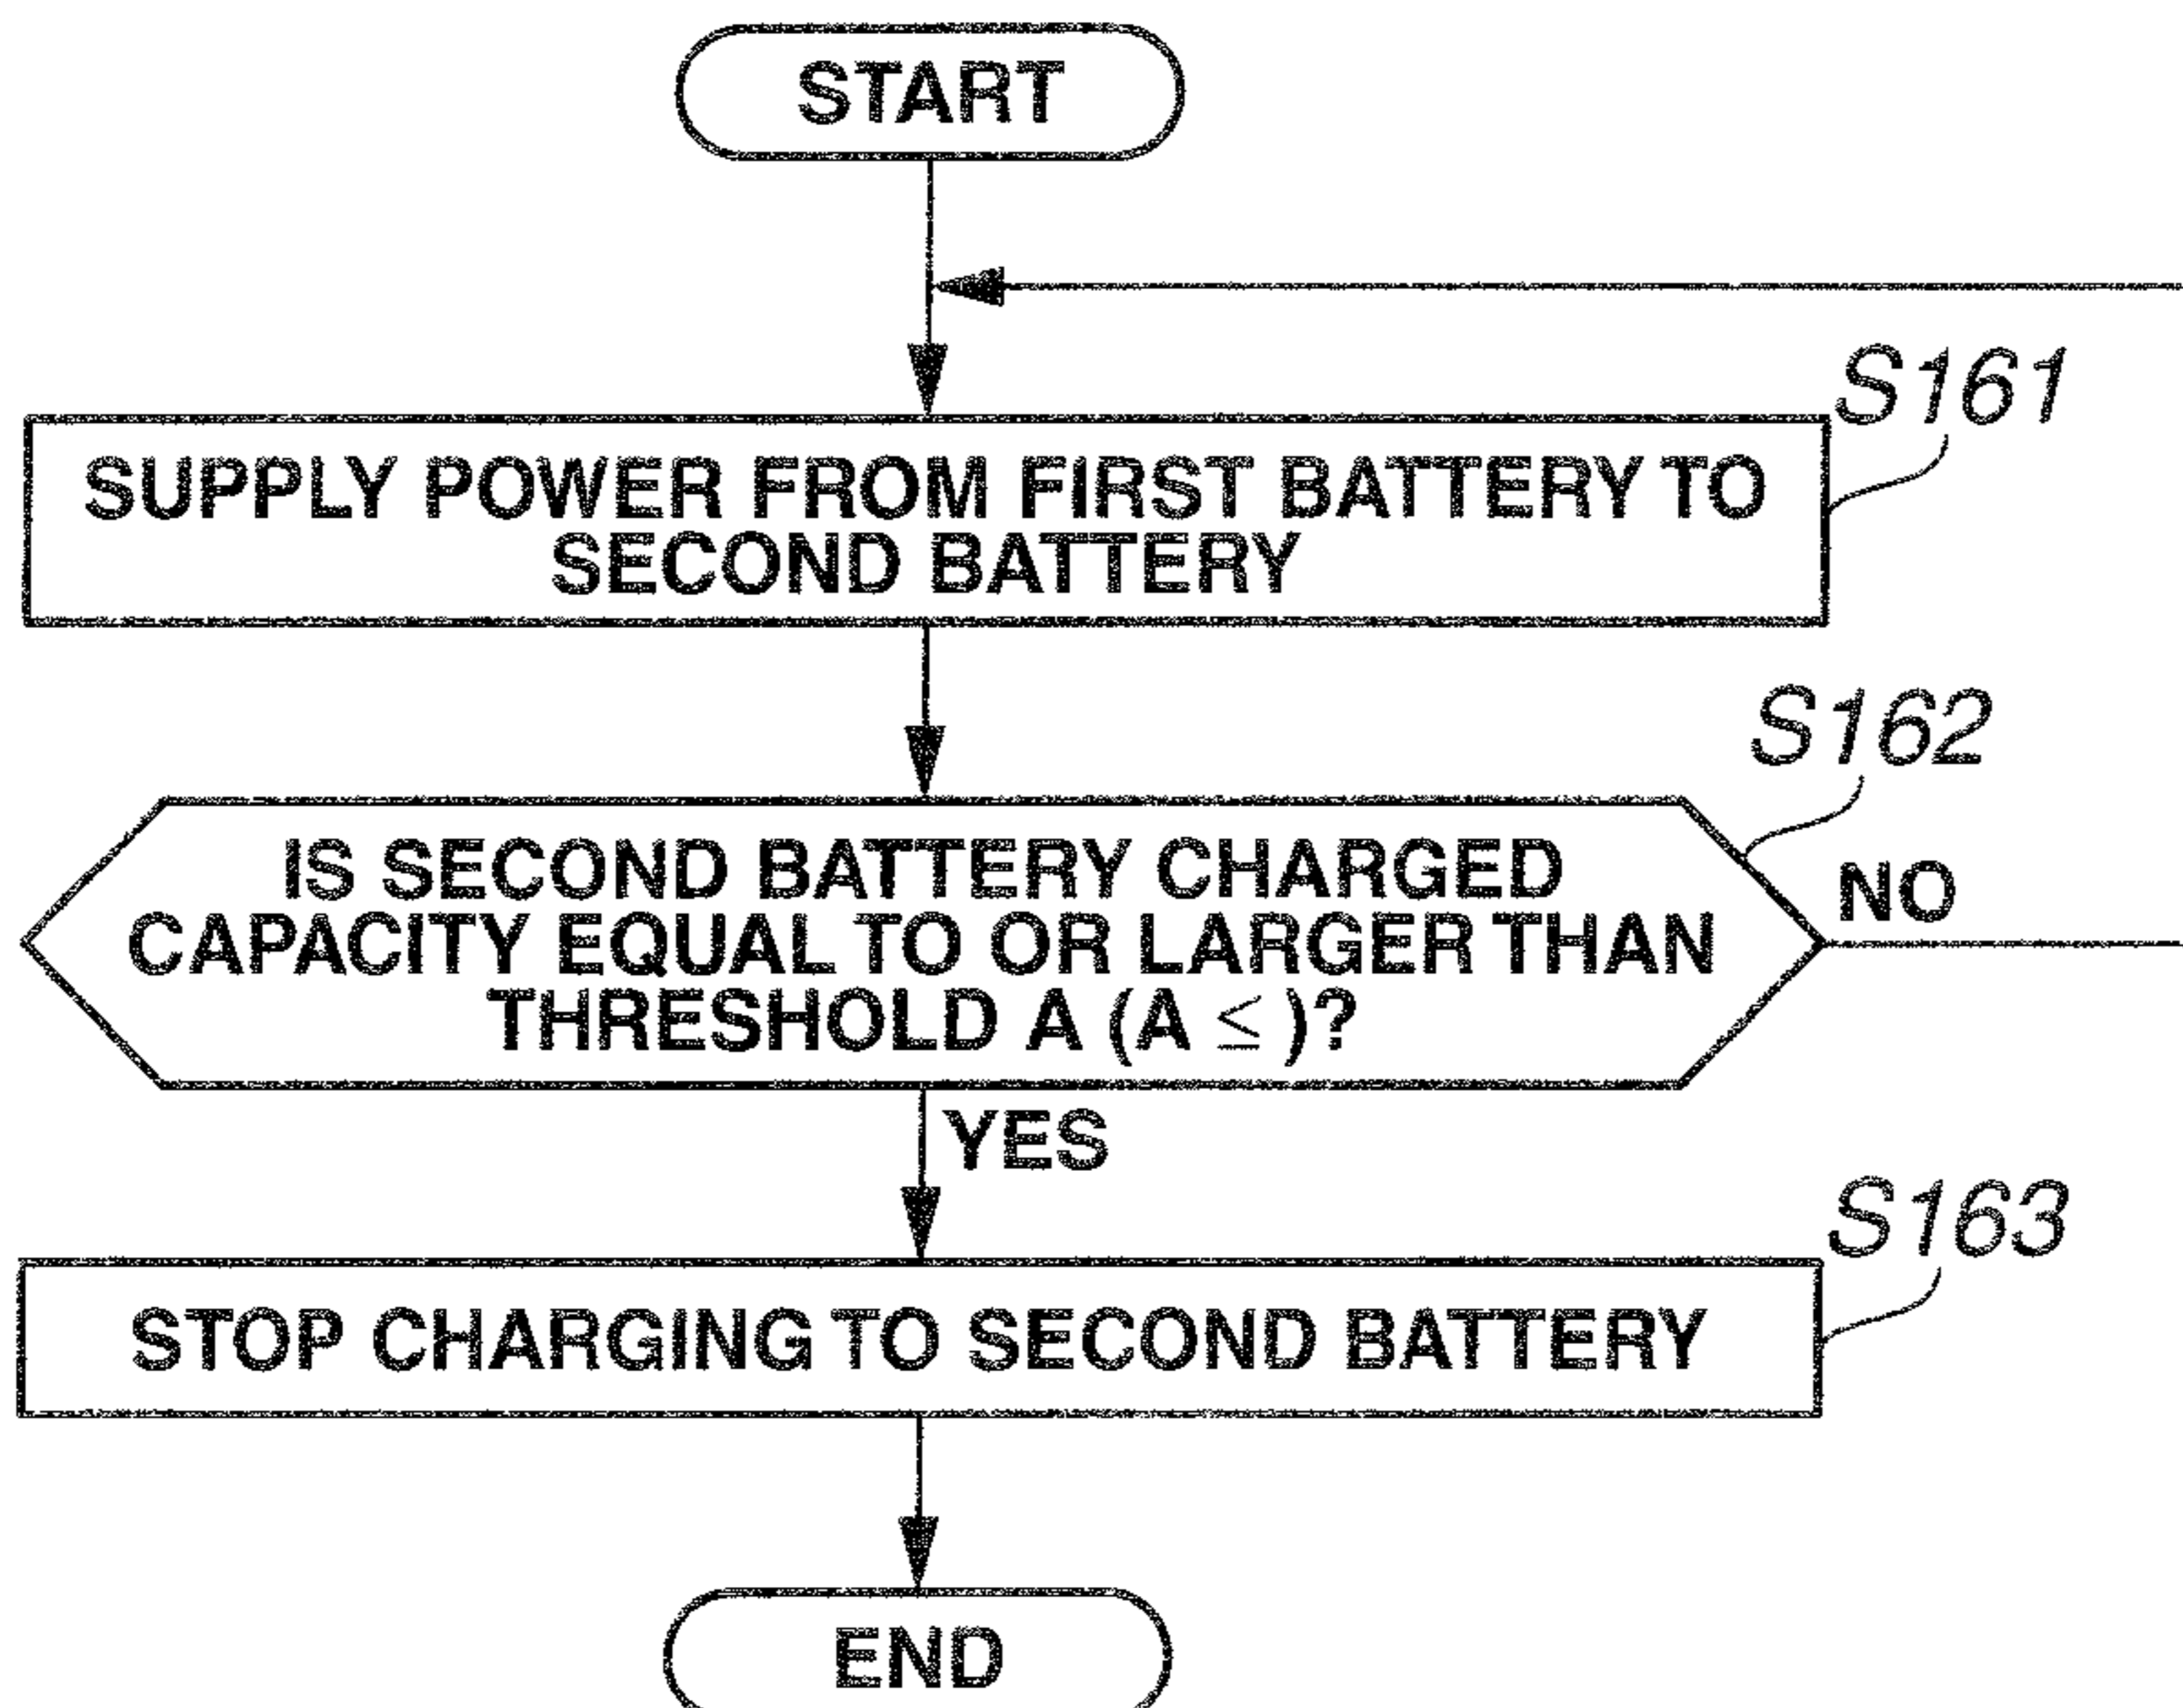 START
S161
SUPPLY POWER FROM FIRST BATTERY TO
SECOND BATTERY
S162
IS SECOND BATTERY CHARGED
CAPACITY EQUAL TO OR LARGER THAN
THRESHOLD A (A ≤ )?
NO
YES
S163
STOP CHARGING TO SECOND BATTERY
END